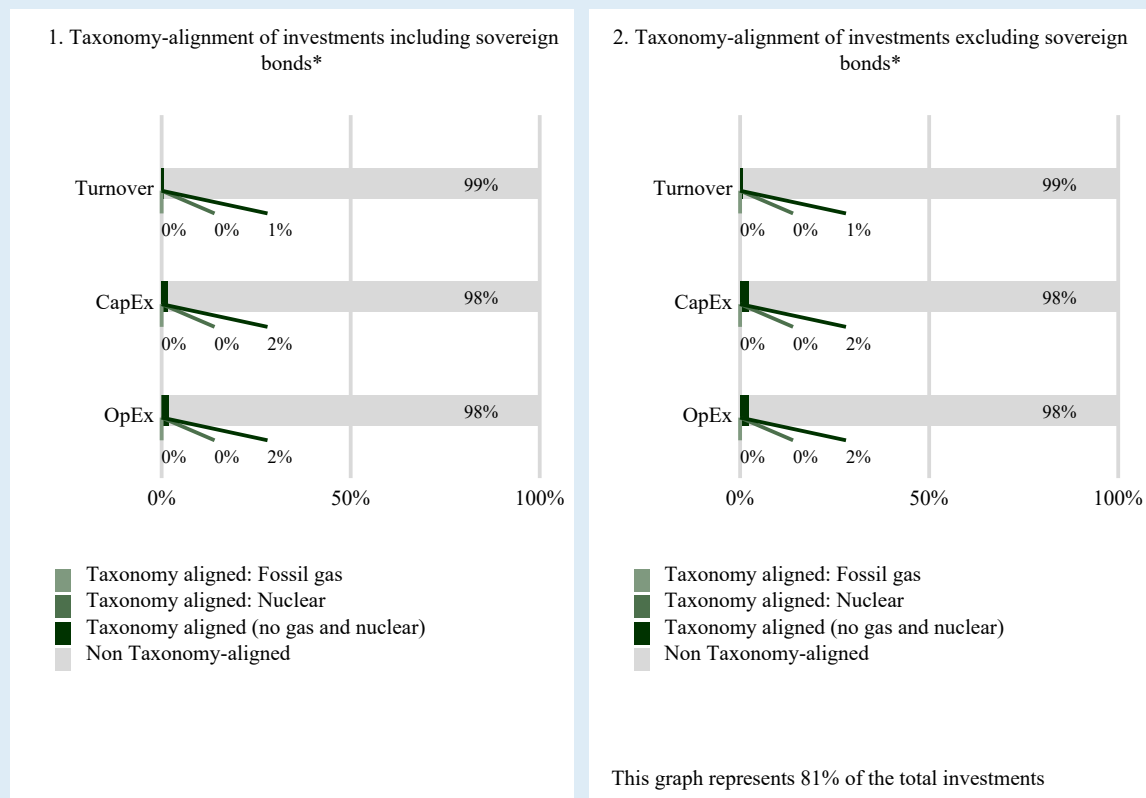 1. Taxonomy-alignment of investments including sovereign
bonds*
Turnover
99%
0% 0% 1%
CapEx
98%
0% 0% 2%
OpEx
98%
0% 0% 2%
0% 50% 100%
Taxonomy aligned: Fossil gas
Taxonomy aligned: Nuclear
Taxonomy aligned (no gas and nuclear)
Non Taxonomy-aligned
2. Taxonomy-alignment of investments excluding sovereign
bonds*
Turnover
99%
0% 0% 1%
CapEx
98%
0% 0% 2%
OpEx
98%
0% 0% 2%
0% 50% 100%
Taxonomy aligned: Fossil gas
Taxonomy aligned: Nuclear
Taxonomy aligned (no gas and nuclear)
Non Taxonomy-aligned
This graph represents 81% of the total investments